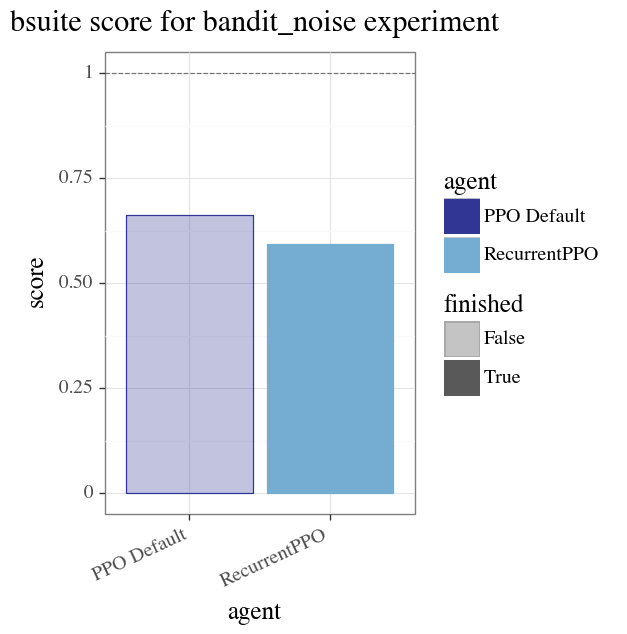 bsuite score for bandit_noise experiment
1
0.75
0.50
0.25
0
score
PPO Default
RecurrentPPO
agent
agent
PPO Default
RecurrentPPO
finished
False
True